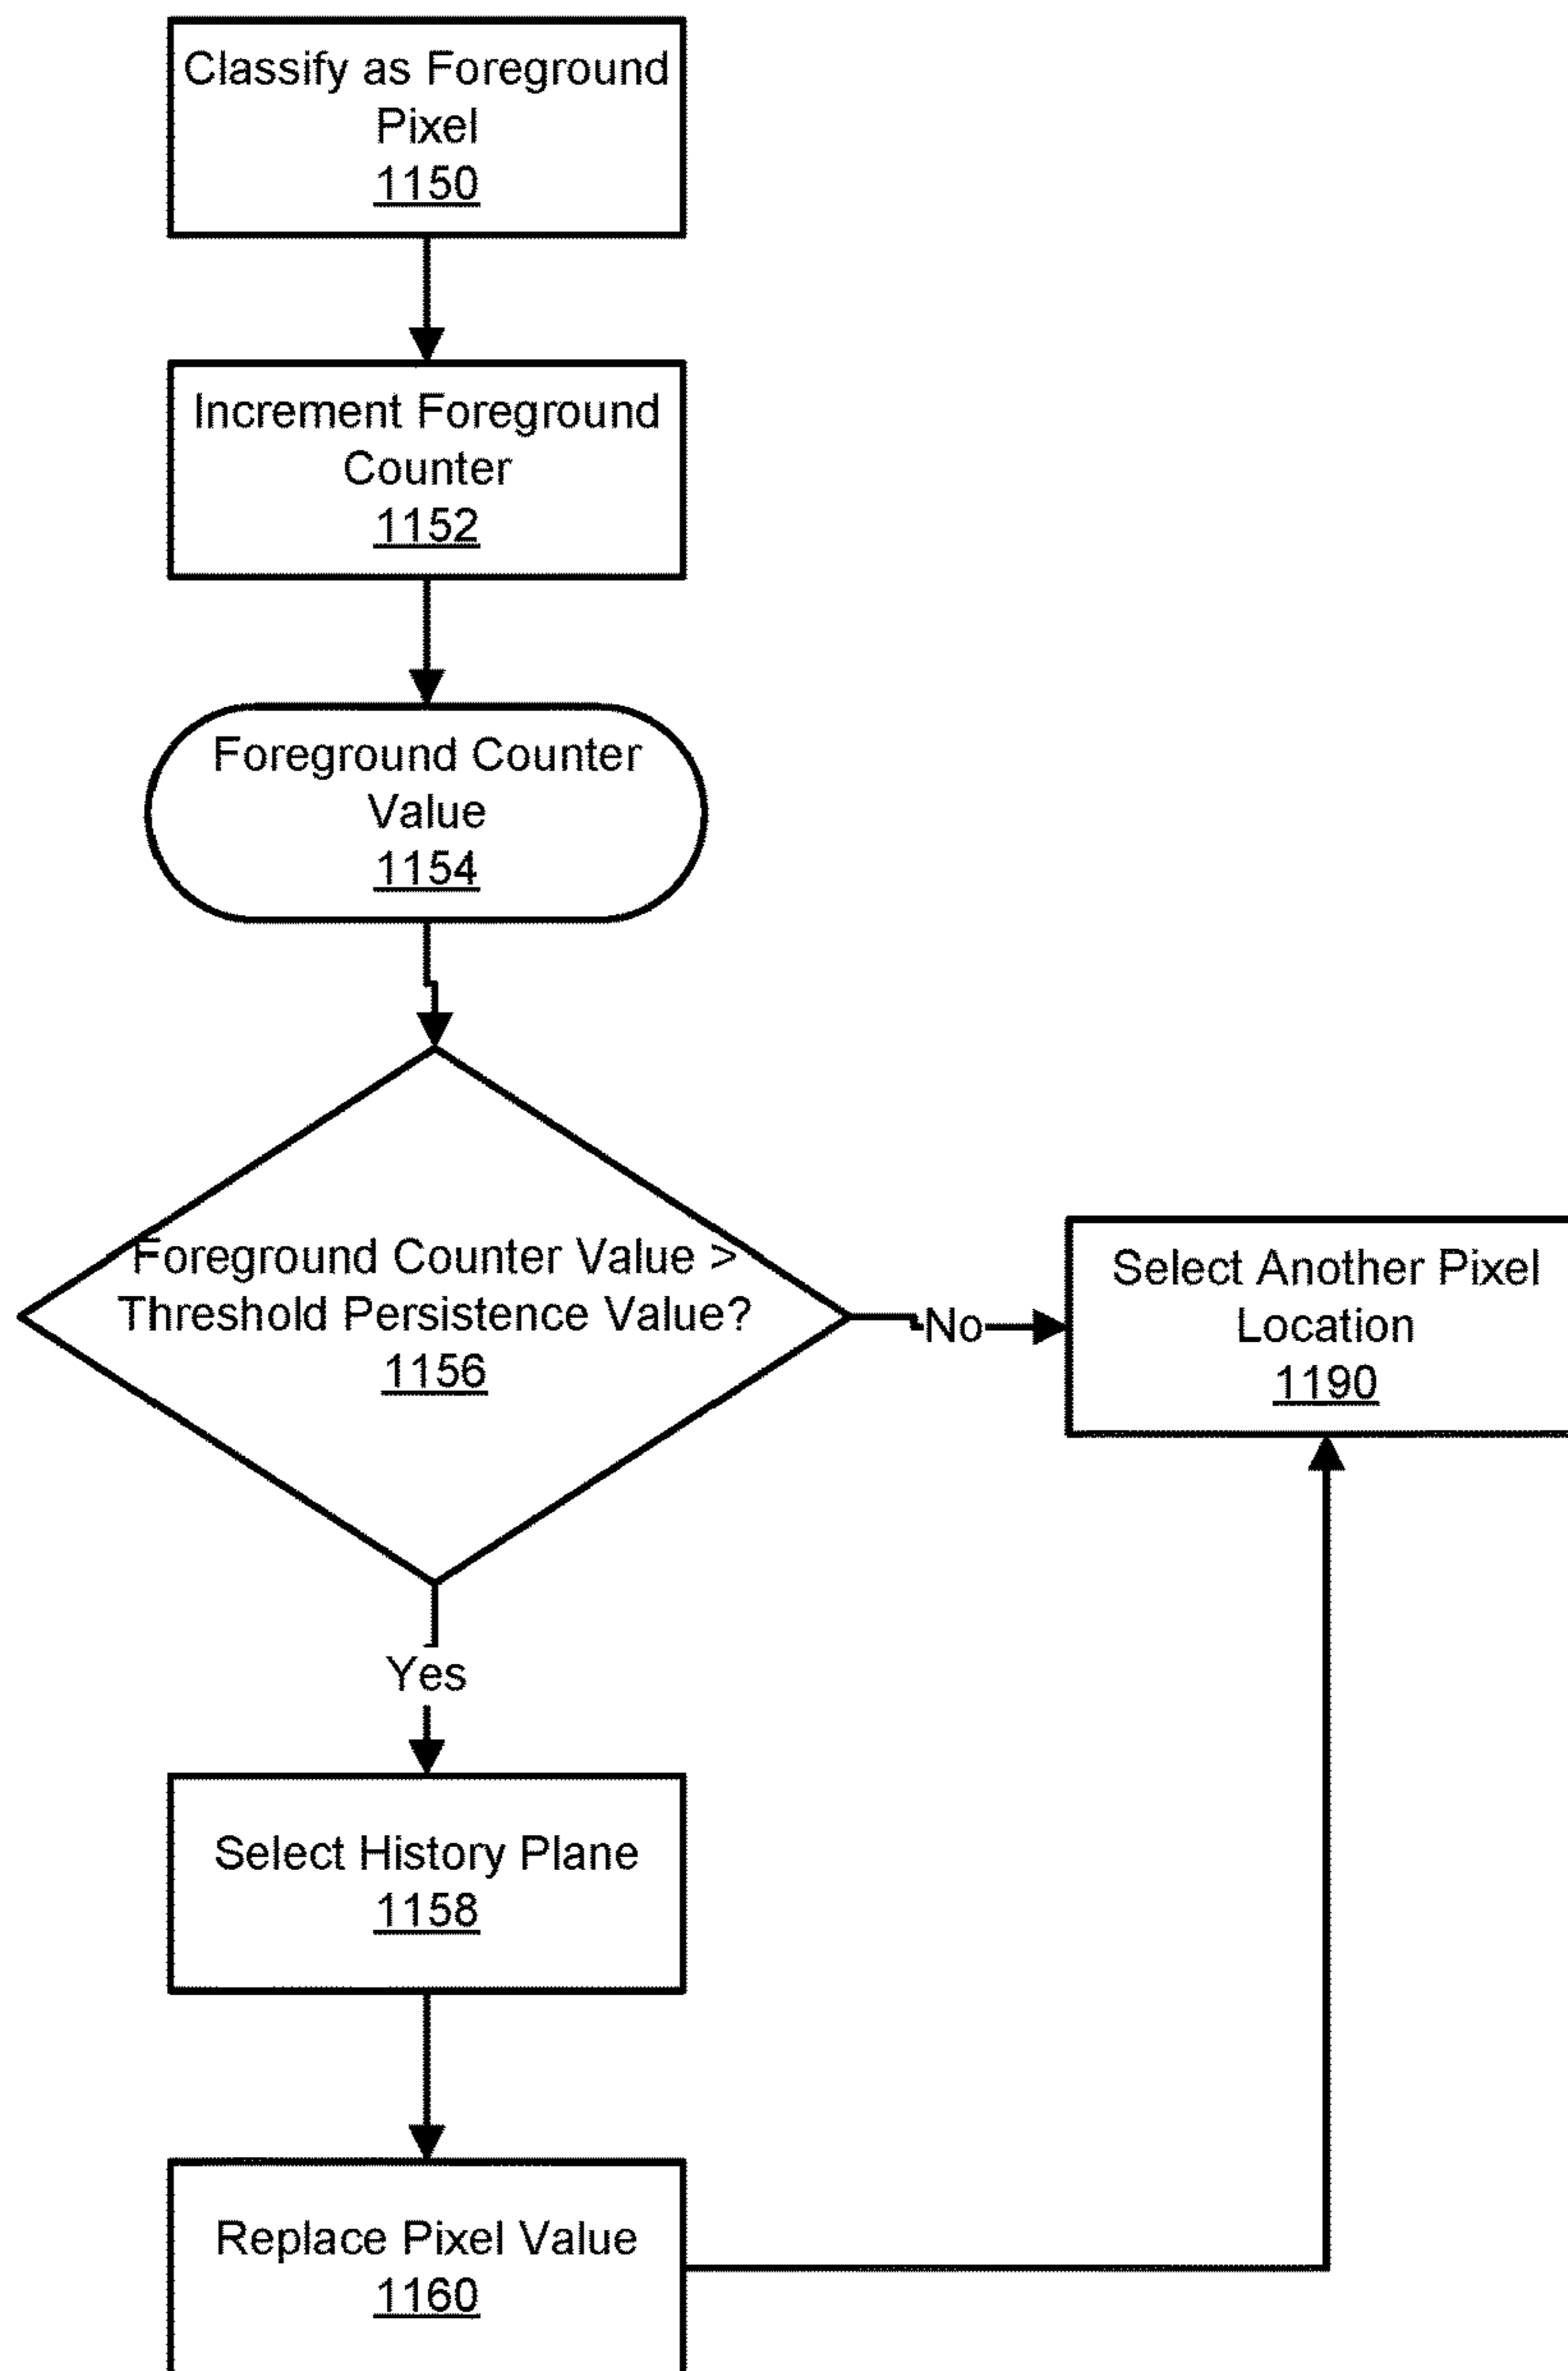 Classify as Foreground
Pixel
1150
Increment Foreground
Counter
1152
Foreground Counter
Value
1154
Foreground Counter Value >
Threshold Persistence Value?
1156
No
Select Another Pixel
Location
1190
Yes
Select History Plane
1158
Replace Pixel Value
1160